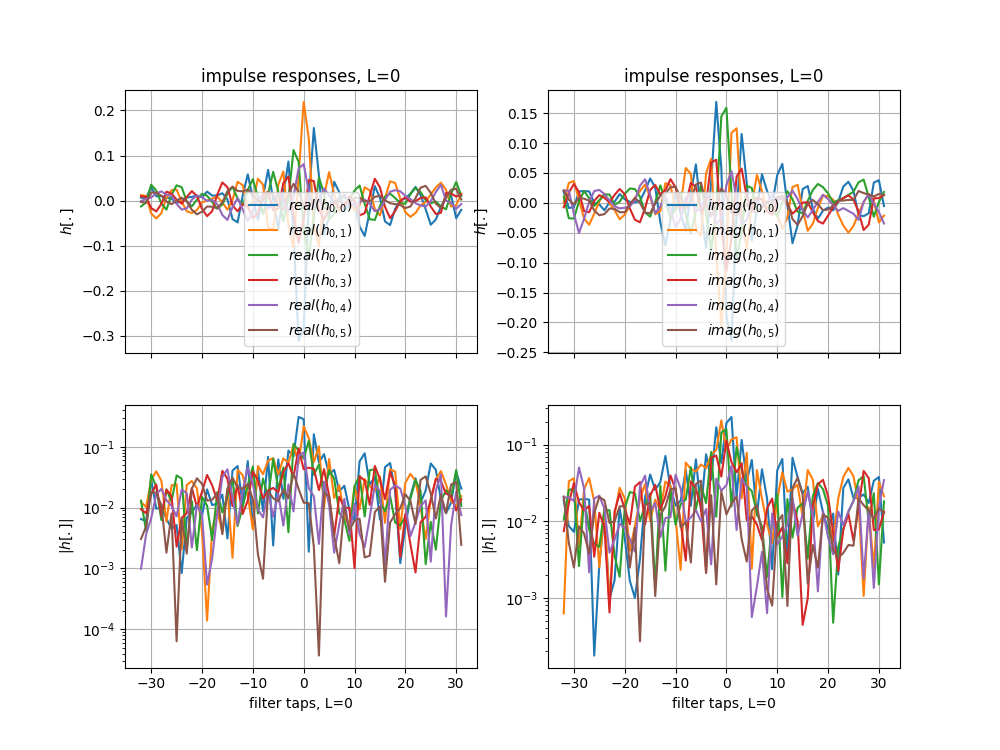 impulse responses, L=0
h[.]
0.2
0.1
0.0
−0.1
−0.2
−0.3
real(h0,0)
real(h0,1)
real(h0,2)
real(h0,3)
real(h0,4)
real(h0,5)
impulse responses, L=0
h[.]
0.15
0.10
0.05
0.00
−0.05
−0.10
−0.15
−0.20
−0.25
imag(h0,0)
imag(h0,1)
imag(h0,2)
imag(h0,3)
imag(h0,4)
imag(h0,5)
|h[.]|
10−1
10−2
10−3
10−4
−30 −20 −10 0 10 20 30
filter taps, L=0
|h[.]|
10−1
10−2
10−3
−30 −20 −10 0 10 20 30
filter taps, L=0